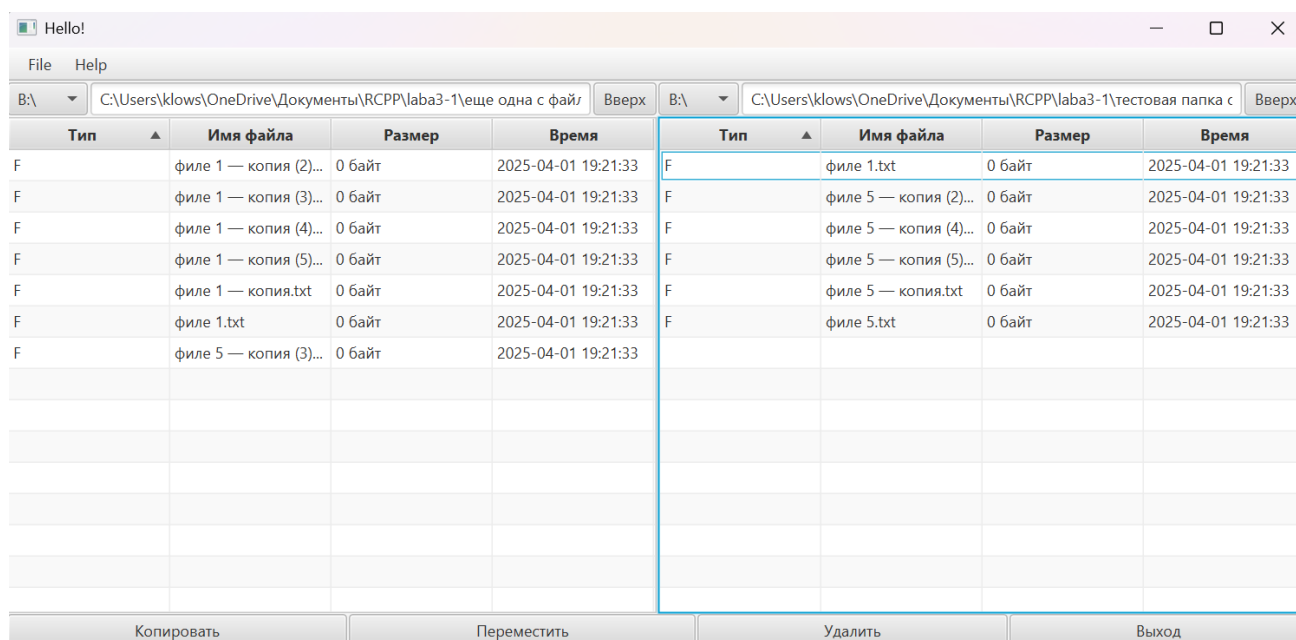 Hello!
File Help
B:\ C:\Users\klows\OneDrive\Документы\RCPP\laba3-1\еще одна с файл Вверх B:\ C:\Users\klows\OneDrive\Документы\RCPP\laba3-1\тестовая папка с Вверх
Тип Имя файла Размер Время Тип Имя файла Размер Время
F филе 1 — копия (2)... 0 байт 2025-04-01 19:21:33 F филе 1.txt 0 байт 2025-04-01 19:21:33
F филе 1 — копия (3)... 0 байт 2025-04-01 19:21:33 F филе 5 — копия (2)... 0 байт 2025-04-01 19:21:33
F филе 1 — копия (4)... 0 байт 2025-04-01 19:21:33 F филе 5 — копия (4)... 0 байт 2025-04-01 19:21:33
F филе 1 — копия (5)... 0 байт 2025-04-01 19:21:33 F филе 5 — копия (5)... 0 байт 2025-04-01 19:21:33
F филе 1 — копия.txt 0 байт 2025-04-01 19:21:33 F филе 5 — копия.txt 0 байт 2025-04-01 19:21:33
F филе 1.txt 0 байт 2025-04-01 19:21:33 F филе 5.txt 0 байт 2025-04-01 19:21:33
F филе 5 — копия (3)... 0 байт 2025-04-01 19:21:33
Копировать Переместить Удалить Выход